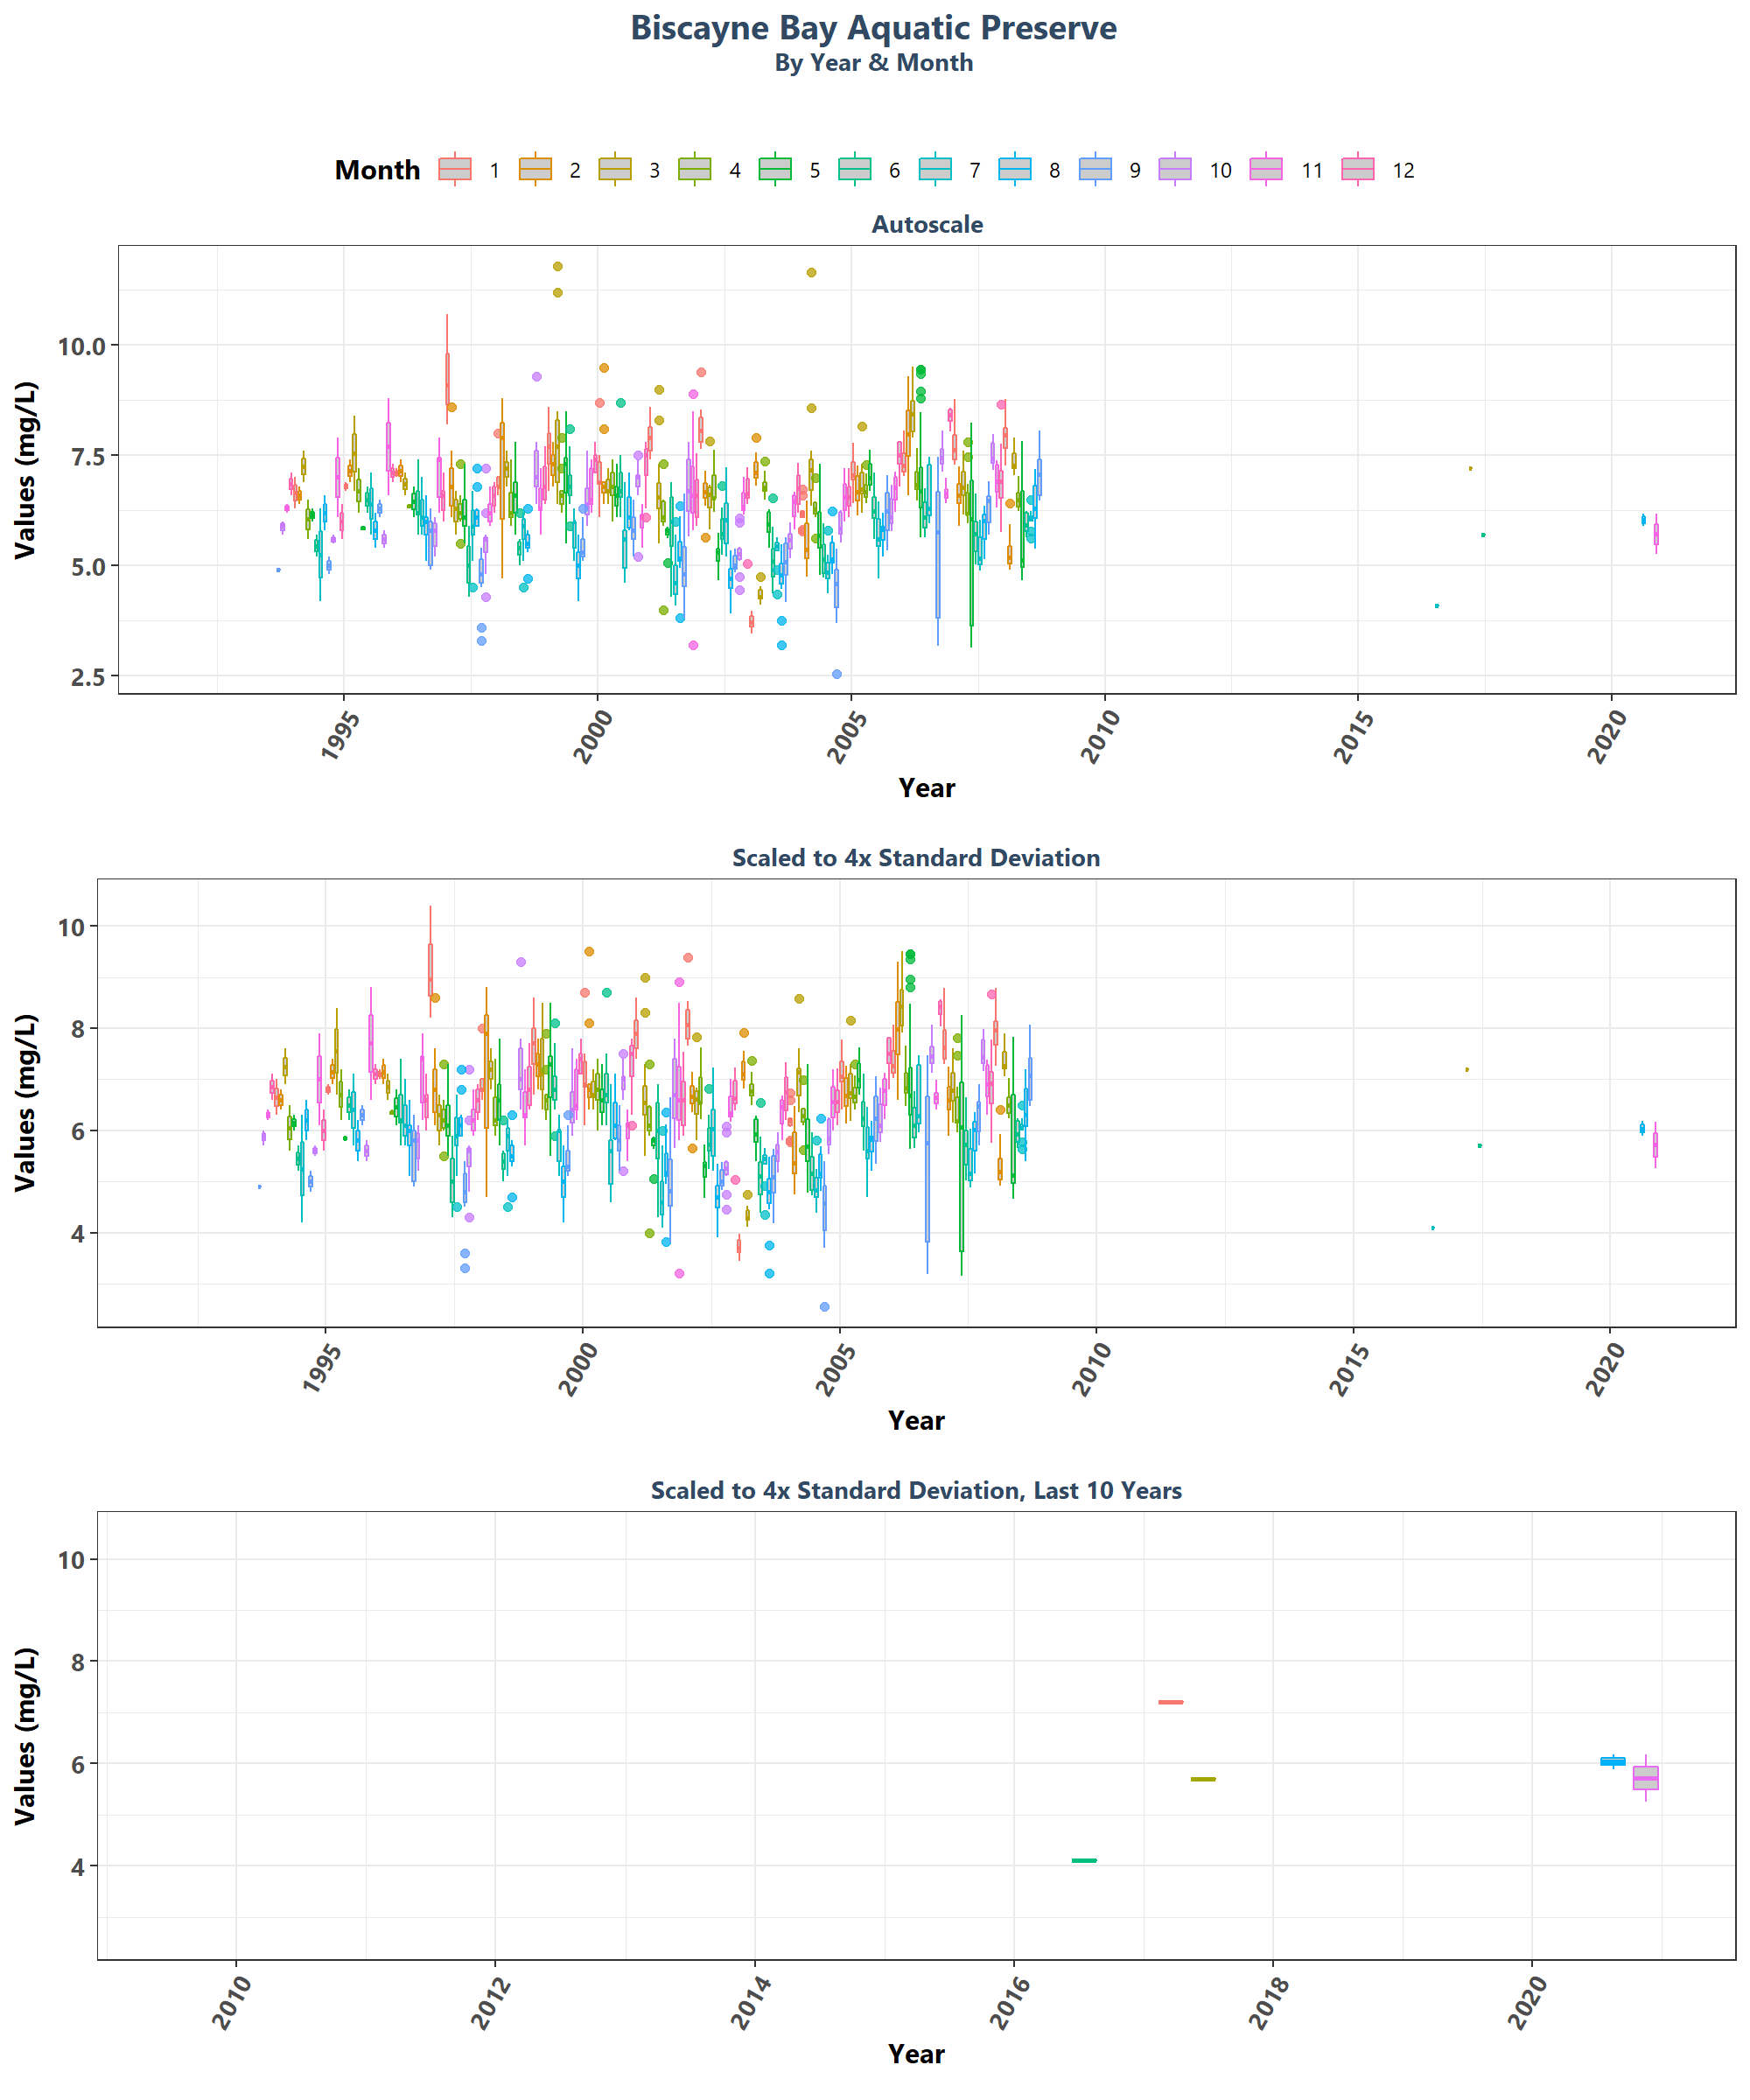 Biscayne Bay Aquatic Preserve
By Year & Month
Month 1 2 3 4 5 6 7 8 9 10 11 12
Autoscale
Values (mg/L)
10.0
7.5
5.0
2.5
1995 2000 2005 2010 2015 2020
Year
Scaled to 4x Standard Deviation
Values (mg/L)
10
8
6
4
1995 2000 2005 2010 2015 2020
Year
Scaled to 4x Standard Deviation, Last 10 Years
Values (mg/L)
10
8
6
4
2010 2012 2014 2016 2018 2020
Year